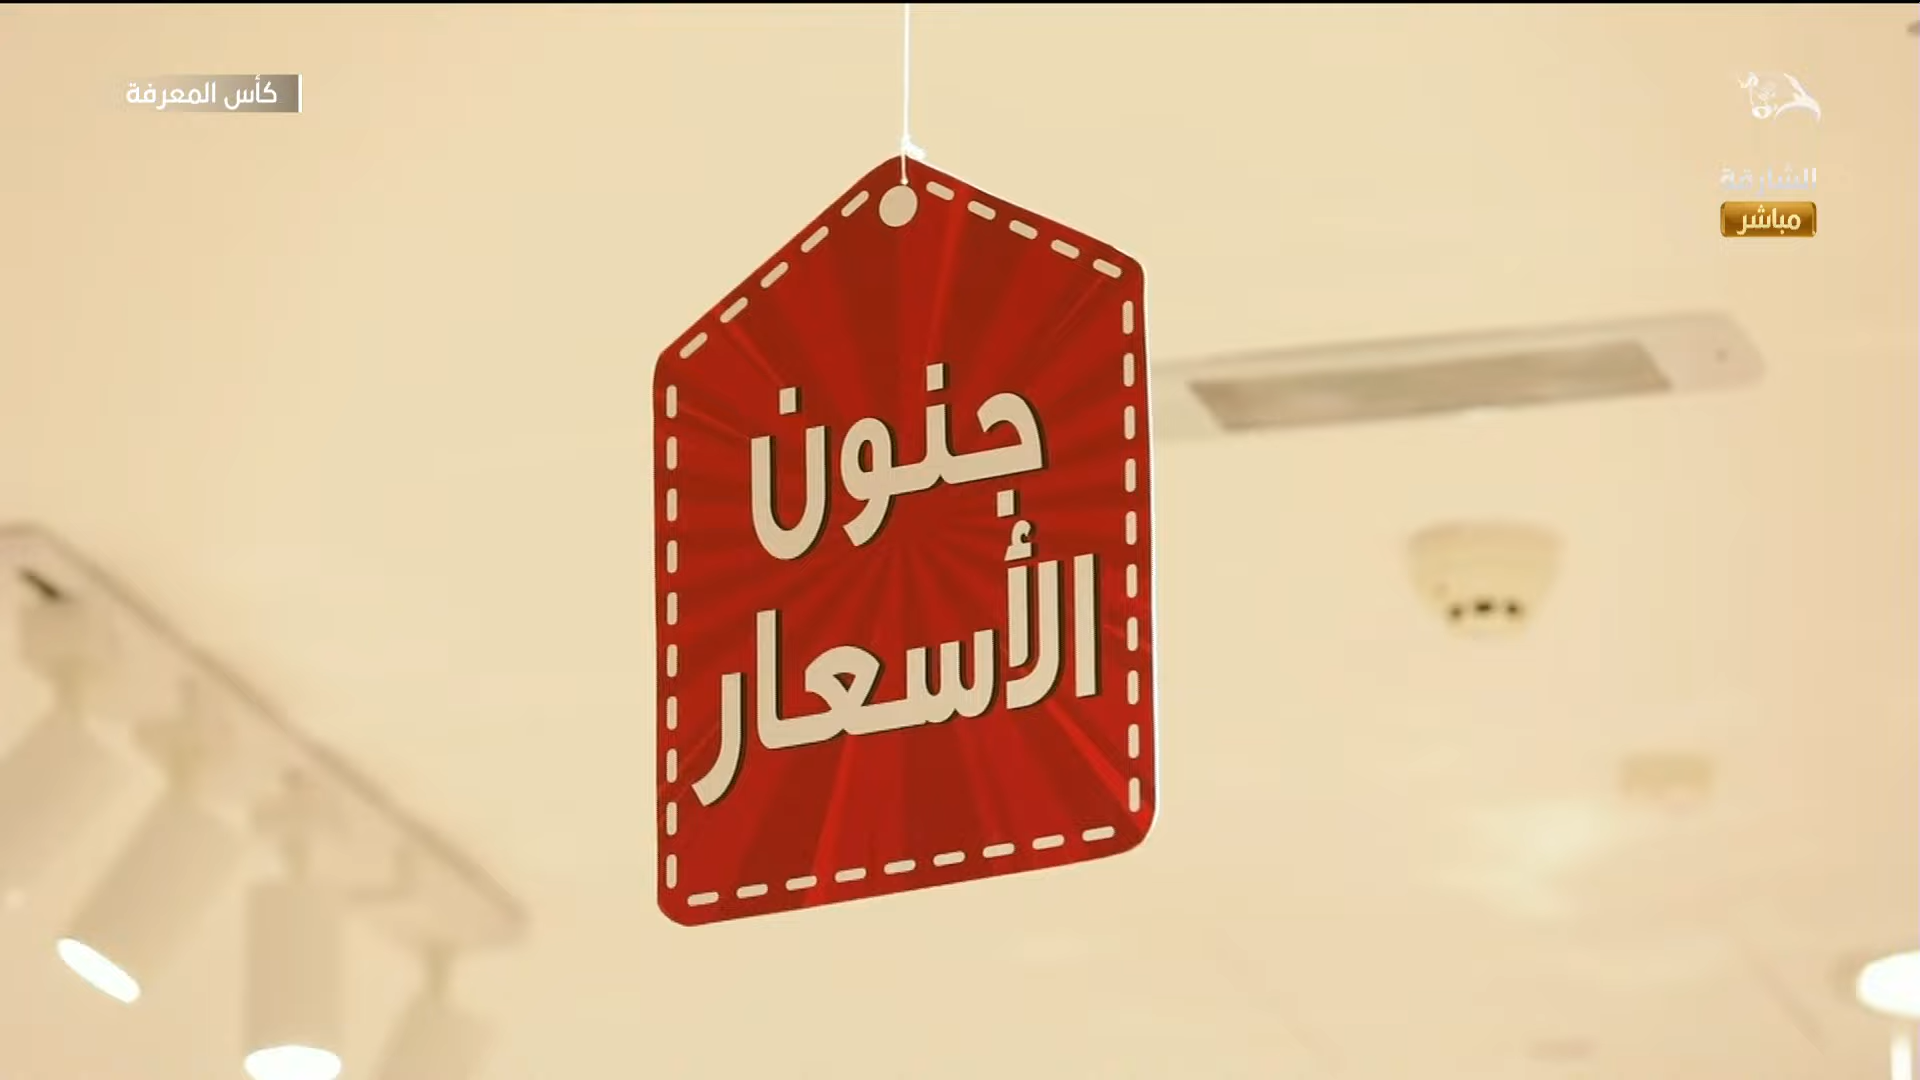 كأس المعرفة
الشارقة
مباشر
جنون
الأسعار